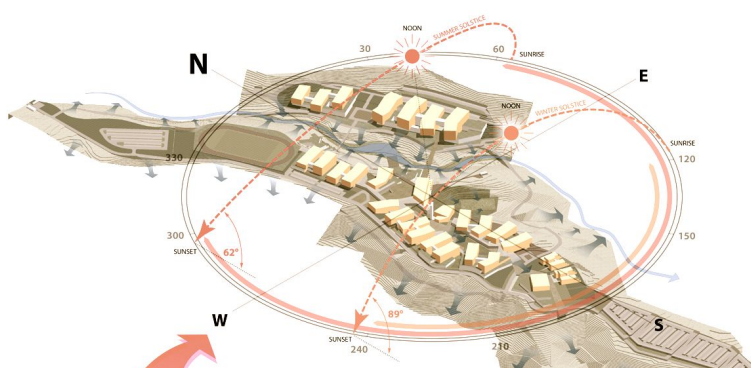 NOON
SUMMER SOLSTICE
30
60
SUNRISE
N
E
NOON
WINTER SOLSTICE
SUNRISE
120
330
150
300
SUNSET
62°
W
89°
S
SUNSET
240
210